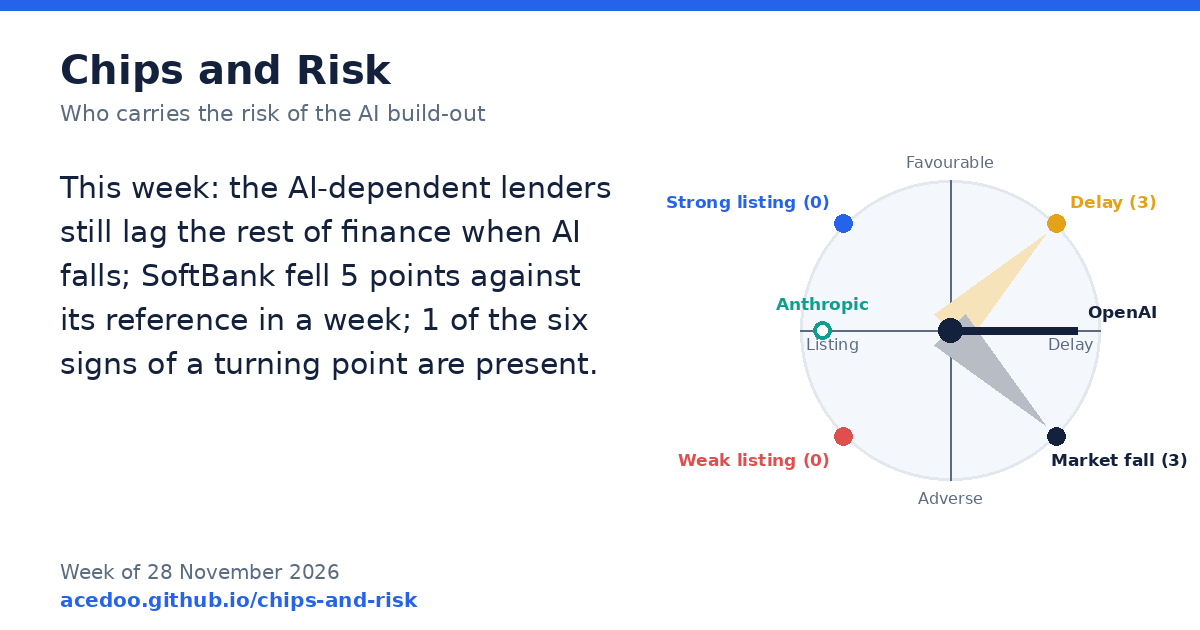 Chips and Risk
Who carries the risk of the AI build-out
This week: the AI-dependent lenders
still lag the rest of finance when AI
falls; SoftBank fell 5 points against
its reference in a week; 1 of the six
signs of a turning point are present.
Favourable
Strong listing (0)
Delay (3)
Anthropic
OpenAI
Listing
Delay
Weak listing (0)
Market fall (3)
Adverse
Week of 28 November 2026
acedoo.github.io/chips-and-risk